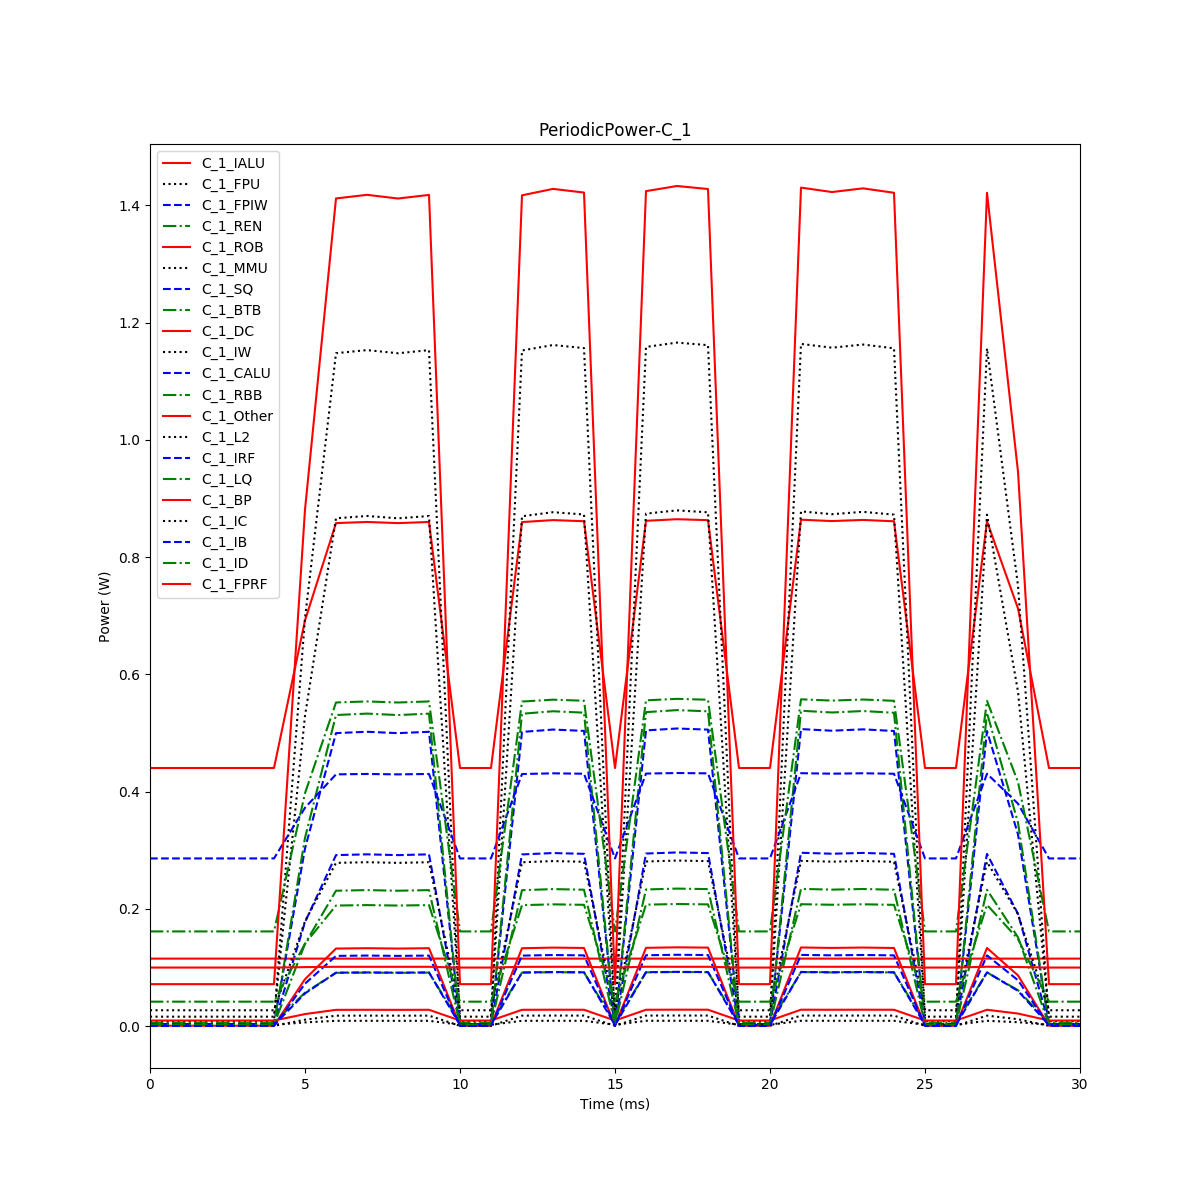 PeriodicPower-C_1
C_1_IALU
C_1_FPU
C_1_FPIW
C_1_REN
C_1_ROB
C_1_MMU
C_1_SQ
C_1_BTB
C_1_DC
C_1_IW
C_1_CALU
C_1_RBB
C_1_Other
C_1_L2
C_1_IRF
C_1_LQ
C_1_BP
C_1_IC
C_1_IB
C_1_ID
C_1_FPRF
1.4
1.2
1.0
0.8
0.6
0.4
0.2
0.0
Power (W)
0 5 10 15 20 25 30
Time (ms)